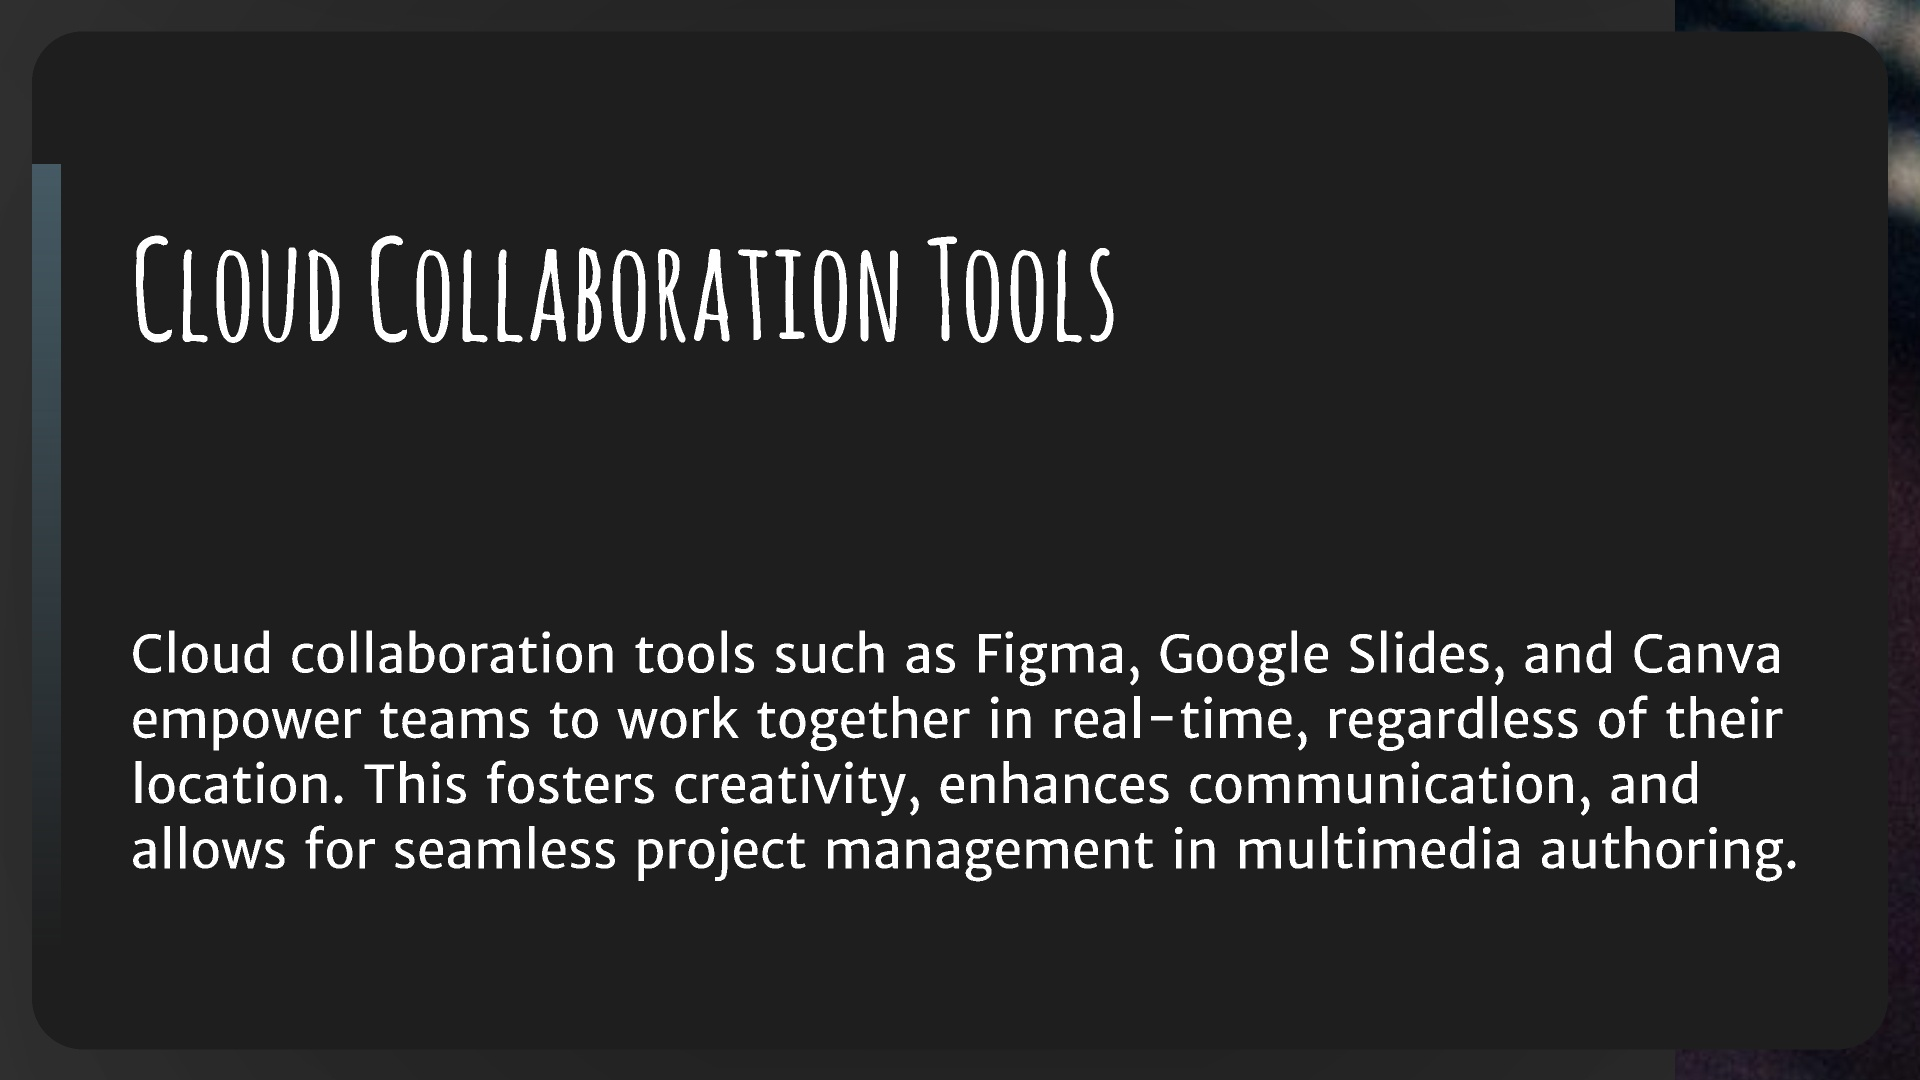 Cloud Collaboration Tools
Cloud collaboration tools such as Figma, Google Slides, and Canva
empower teams to work together in real-time, regardless of their
location. This fosters creativity, enhances communication, and
allows for seamless project management in multimedia authoring.